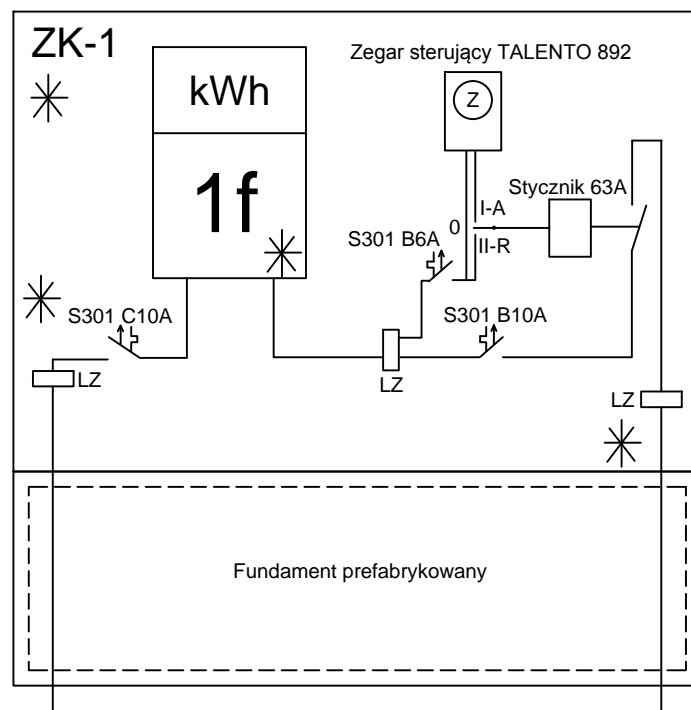 ZK-1
kWh
1f
Zegar sterujący TALENTO 892
Z
Stycznik 63A
I-A
0
II-R
S301 B6A
S301 C10A
S301 B10A
LZ
LZ
LZ
Fundament prefabrykowany